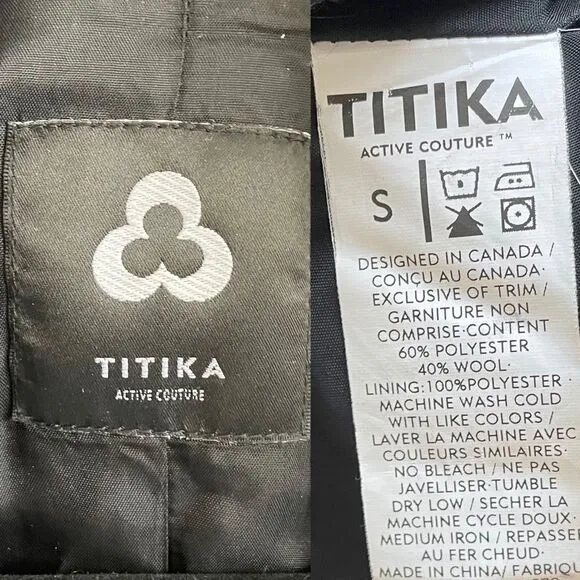 TITIKA
ACTIVE COUTURE
TITIKA
ACTIVE COUTURE ™
S
DESIGNED IN CANADA /
CONÇU AU CANADA·
EXCLUSIVE OF TRIM /
GARNITURE NON
COMPRISE·CONTENT
60% POLYESTER
40% WOOL·
LINING:100%POLYESTER ·
MACHINE WASH COLD
WITH LIKE COLORS /
LAVER LA MACHINE AVEC
COULEURS SIMILAIRES·
NO BLEACH / NE PAS
JAVELLISER·TUMBLE
DRY LOW / SECHER LA
MACHINE CYCLE DOUX·
MEDIUM IRON / REPASSE
AU FER CHEUD·
MADE IN CHINA/ FABRIQU